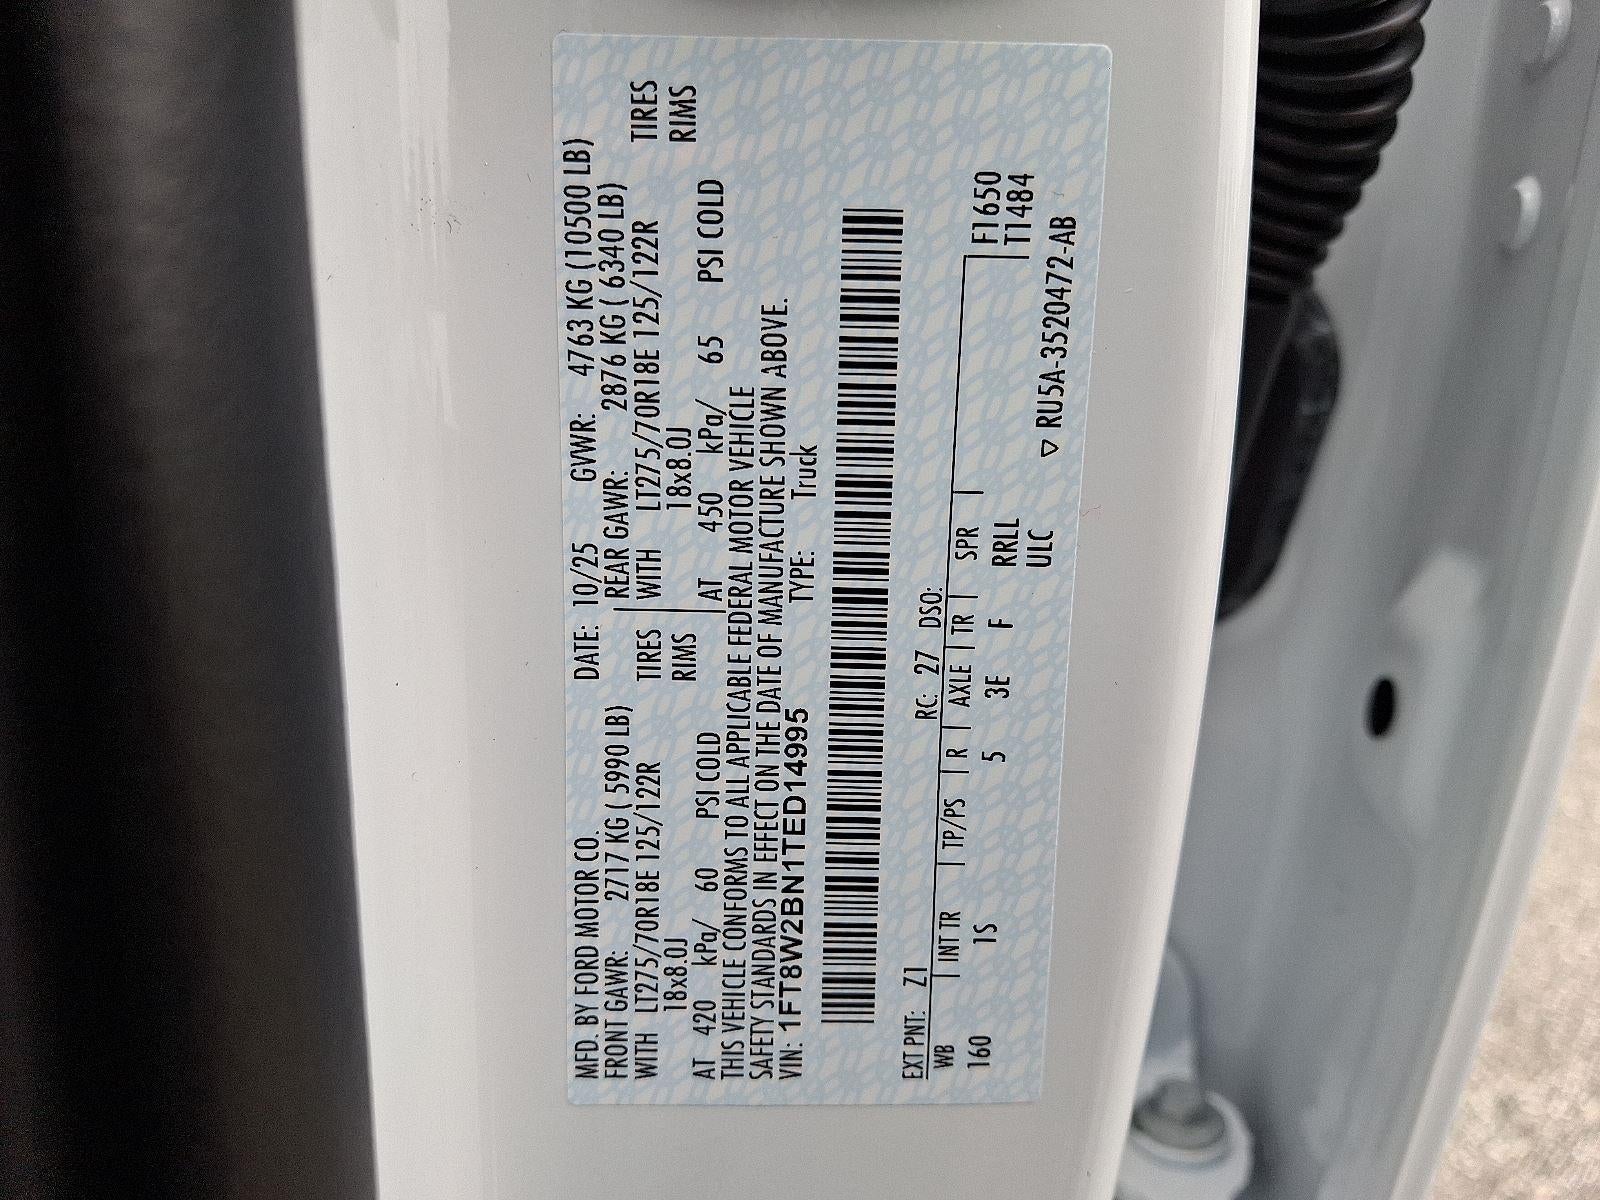 MFD. BY FORD MOTOR CO. DATE: 10/25 GVWR: 4763 KG (10500 LB)
FRONT GAWR: 2717 KG ( 5990 LB) REAR GAWR: 2876 KG ( 6340 LB)
WITH LT275/70R18E 125/122R TIRES WITH LT275/70R18E 125/122R TIRES
18x8.0J RIMS 18x8.0J RIMS
AT 420 kPa/ 60 PSI COLD AT 450 kPa/ 65 PSI COLD
THIS VEHICLE CONFORMS TO ALL APPLICABLE FEDERAL MOTOR VEHICLE
SAFETY STANDARDS IN EFFECT ON THE DATE OF MANUFACTURE SHOWN ABOVE.
VIN: 1FT8W2BN1TED14995 TYPE: Truck
EXT PNT: Z1 RC: 27 DSO:
WB INT TR TP/PS R AXLE TR SPR F1650
160 1S 5 3E F RRLL T1484
ULC ▽ RU5A-3520472-AB